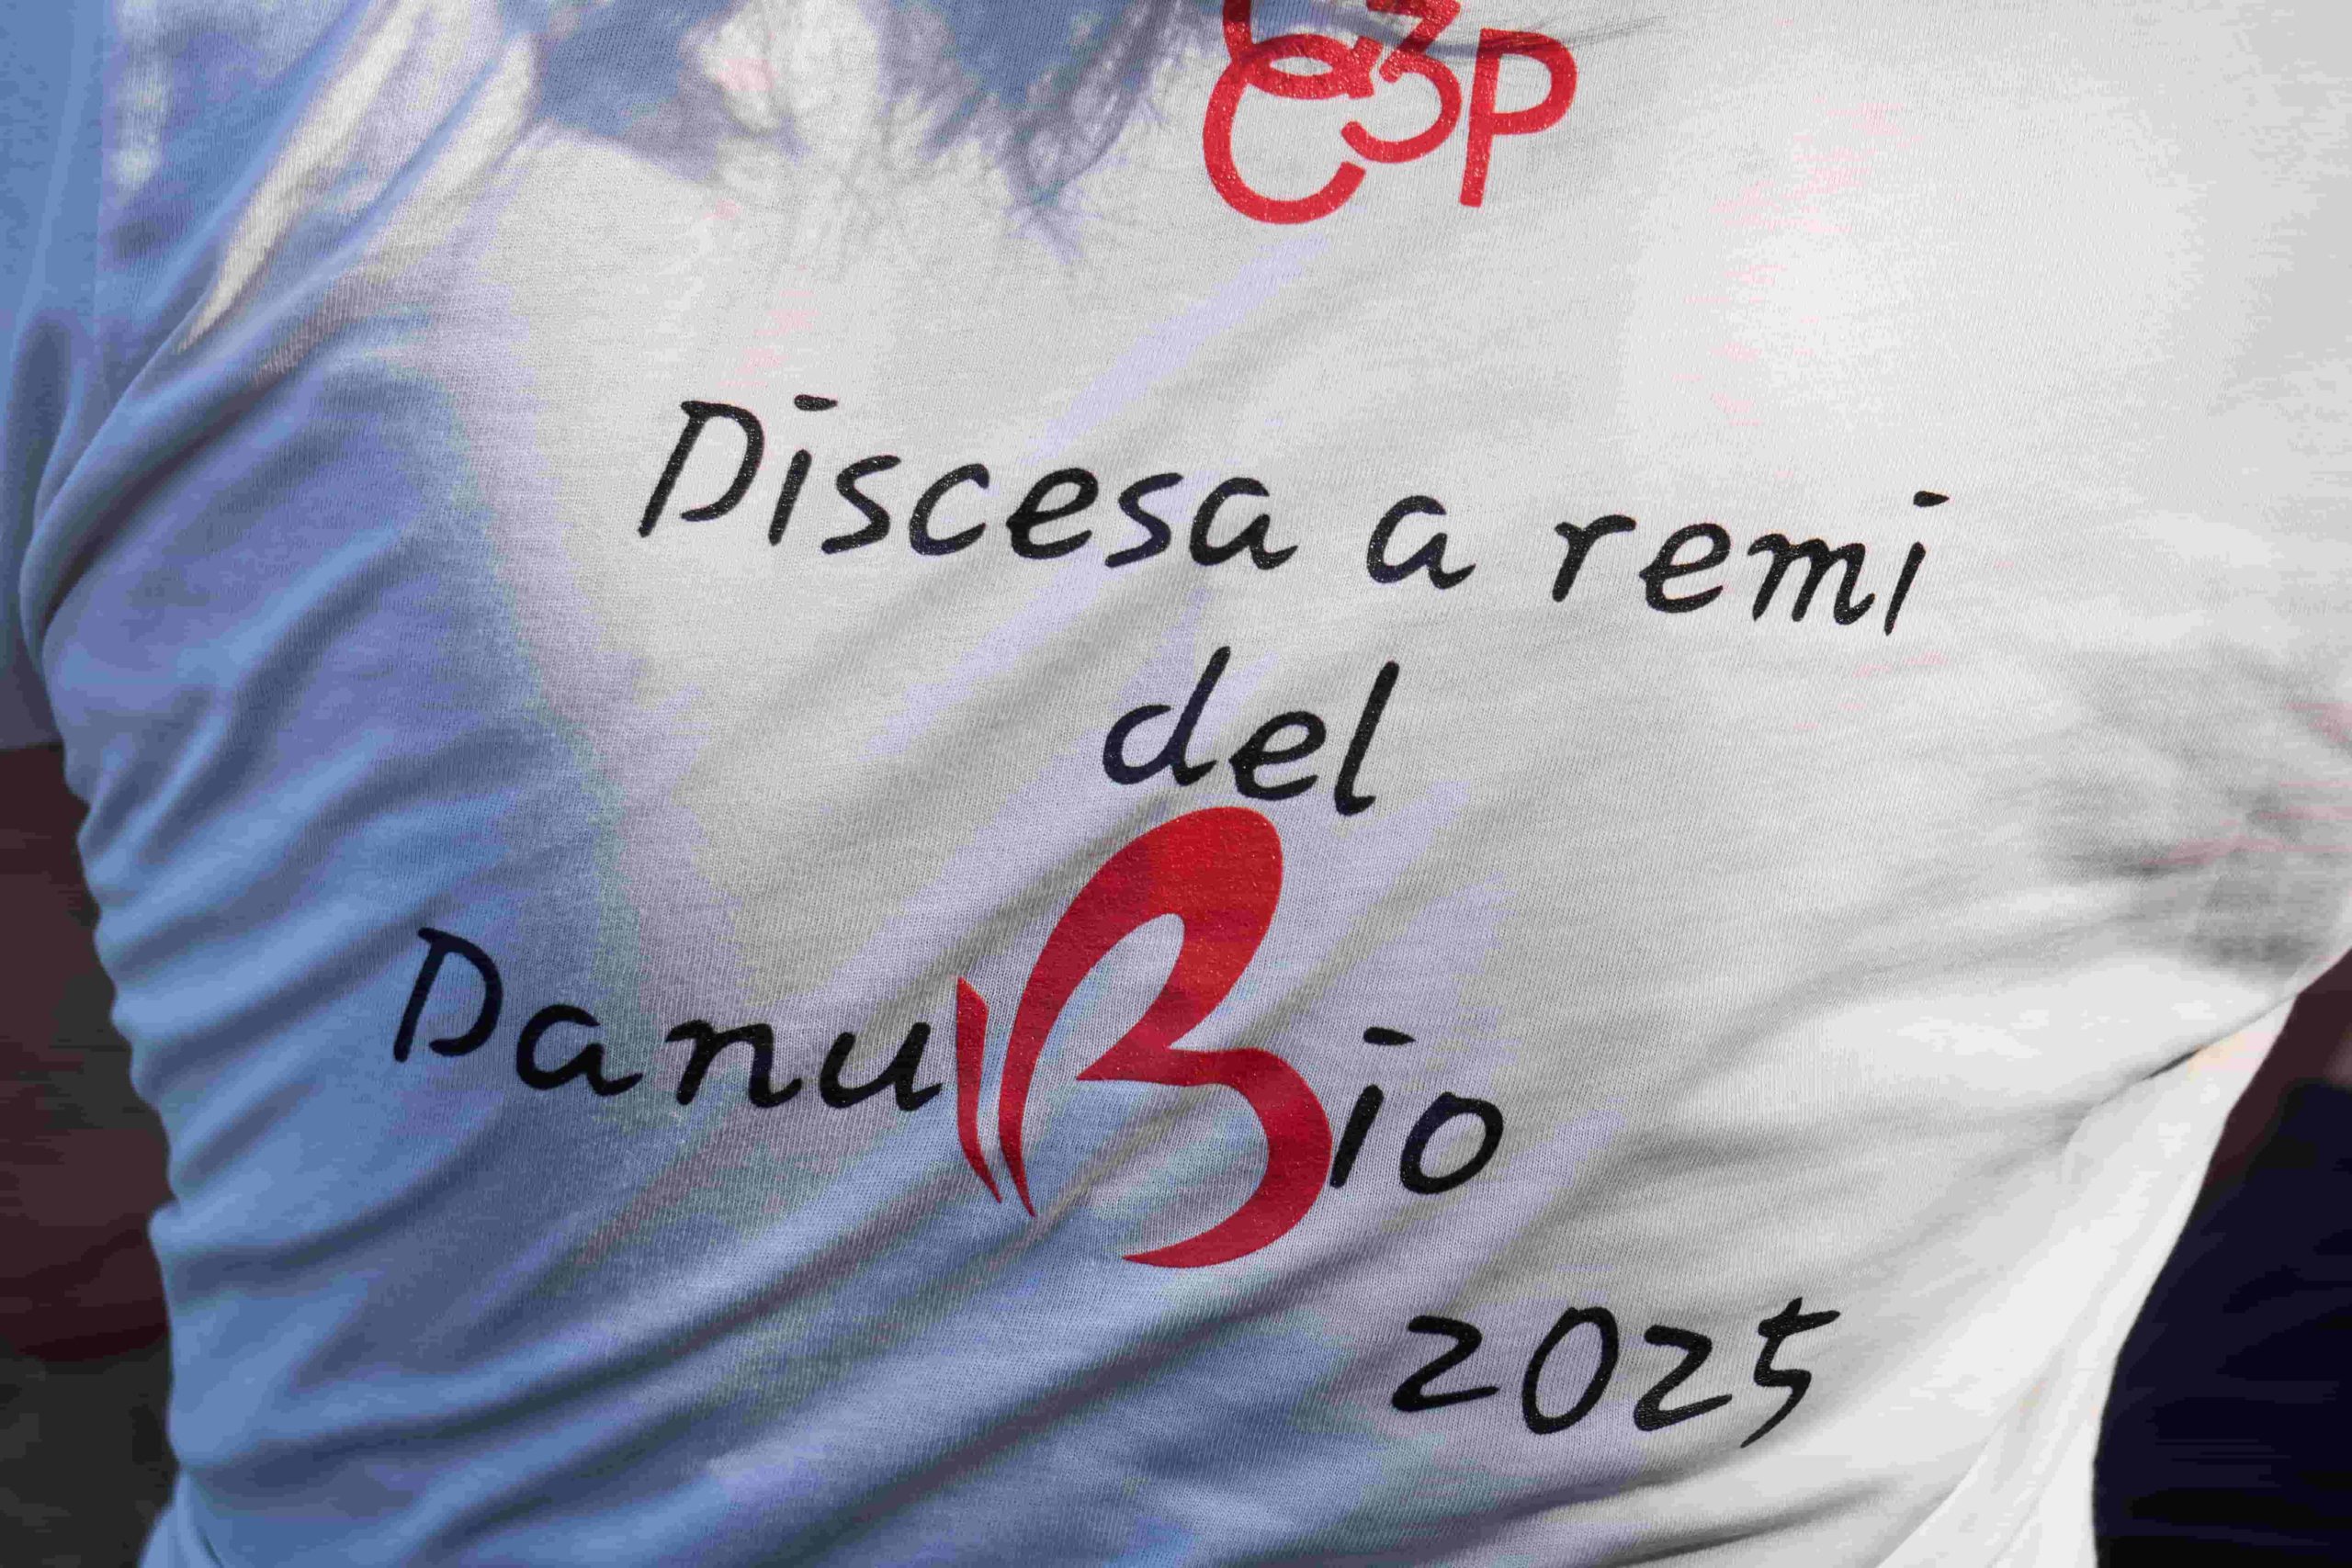 Discesa a remi
del
DanuBio
2025